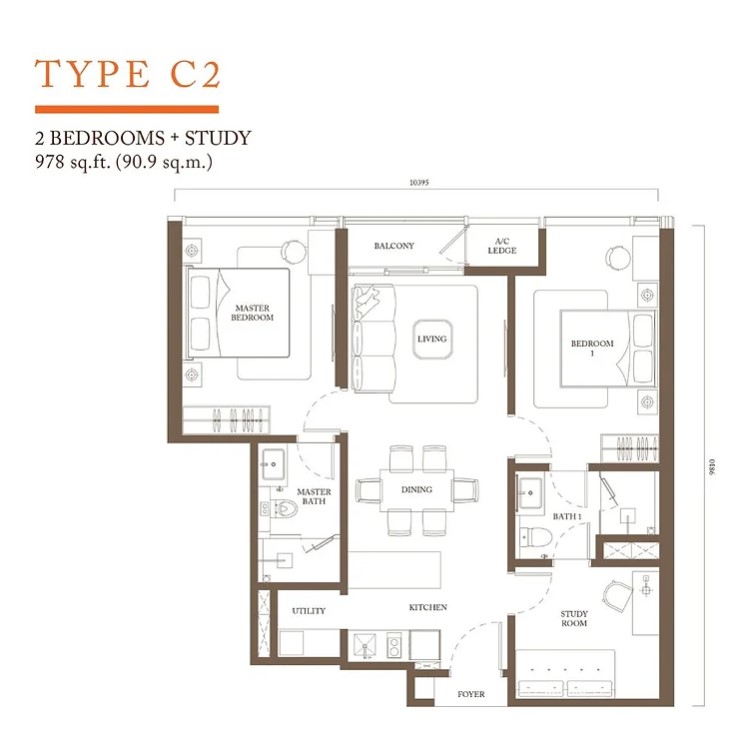 TYPE C2
2 BEDROOMS + STUDY
978 sq.ft. (90.9 sq.m.)
10395
BALCONY
A/C
LEDGE
MASTER
BEDROOM
LIVING
BEDROOM
1
9860
DINING
MASTER
BATH
BATH 1
UTILITY
KITCHEN
STUDY
ROOM
FOYER